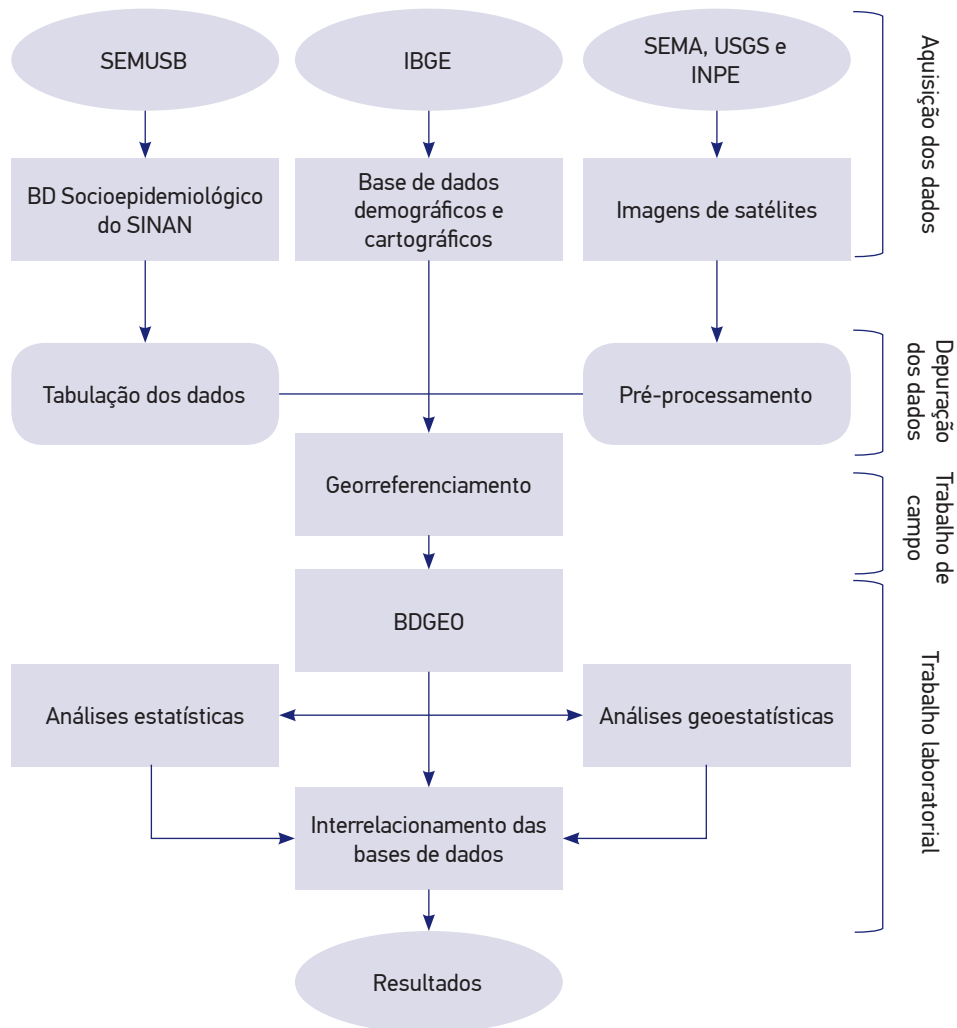 SEMUSB
IBGE
SEMA, USGS e
INPE
Aquisição dos dados
BD Socioepidemiológico
do SINAN
Base de dados
demográficos e
cartográficos
Imagens de satélites
Tabulação dos dados
Pré-processamento
Depuração
dos dados
Georreferenciamento
Trabalho de
campo
BDGEO
Análises estatísticas
Análises geoestatísticas
Trabalho laboratorial
Interrelacionamento das
bases de dados
Resultados